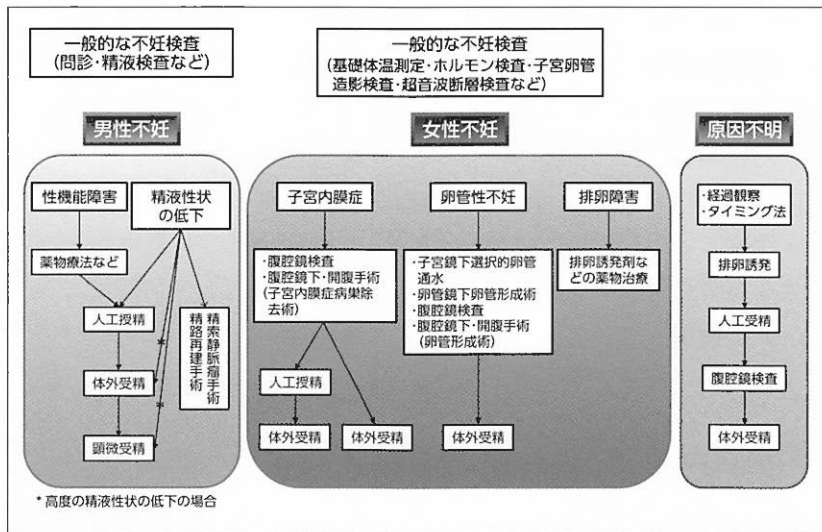 一般的な不妊検査
(問診・精液検査など)
一般的な不妊検査
(基礎体温測定・ホルモン検査・子宮卵管
造影検査・超音波断層検査など)
男性不妊
女性不妊
原因不明
性機能障害
精液性状
の低下
薬物療法など
人工授精
体外受精
顕微受精
精索静脈瘤手術
精路再建手術
*
*
子宮内膜症
・腹腔鏡検査
・腹腔鏡下・開腹手術
(子宮内膜症病巣除
去術)
人工授精
体外受精
体外受精
卵管性不妊
・子宮鏡下選択的卵管
通水
・卵管鏡下卵管形成術
・腹腔鏡検査
・腹腔鏡下・開腹手術
(卵管形成術)
体外受精
排卵障害
排卵誘発剤な
どの薬物治療
・経過観察
・タイミング法
排卵誘発
人工受精
腹腔鏡検査
体外受精
* 高度の精液性状の低下の場合